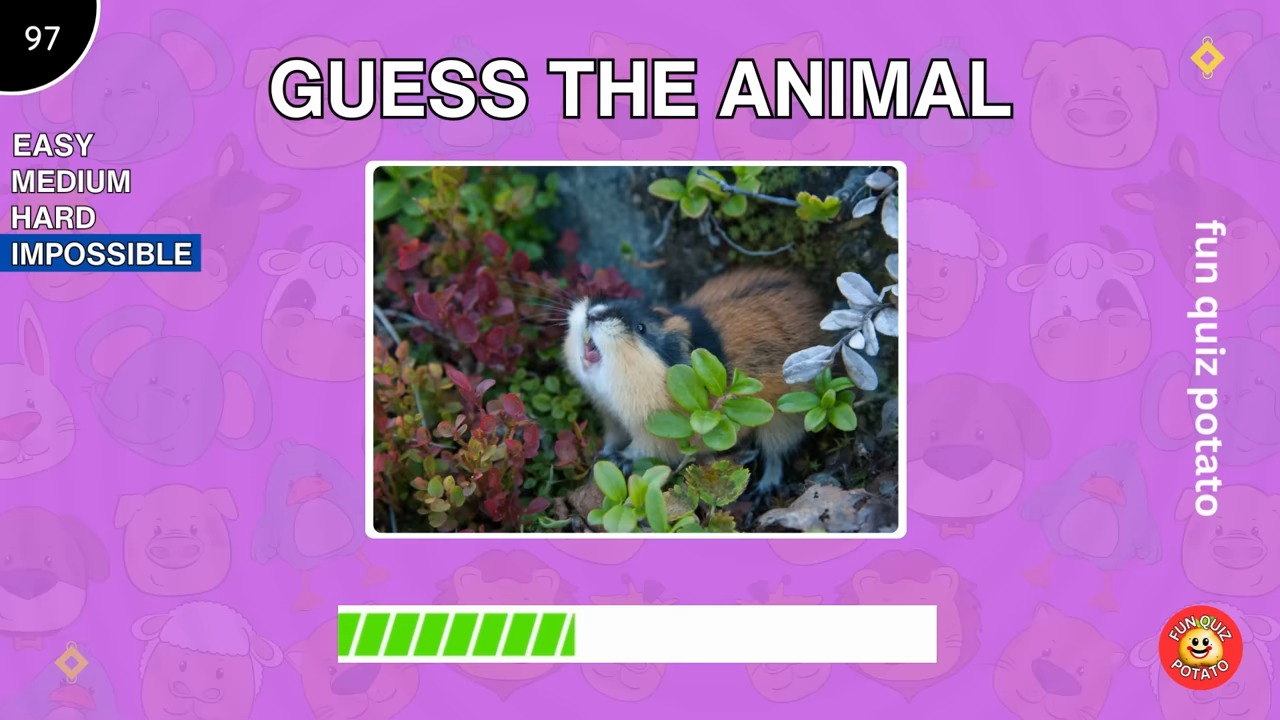 97
GUESS THE ANIMAL
EASY
MEDIUM
HARD
IMPOSSIBLE
fun quiz potato
FUN QUIZ
POTATO